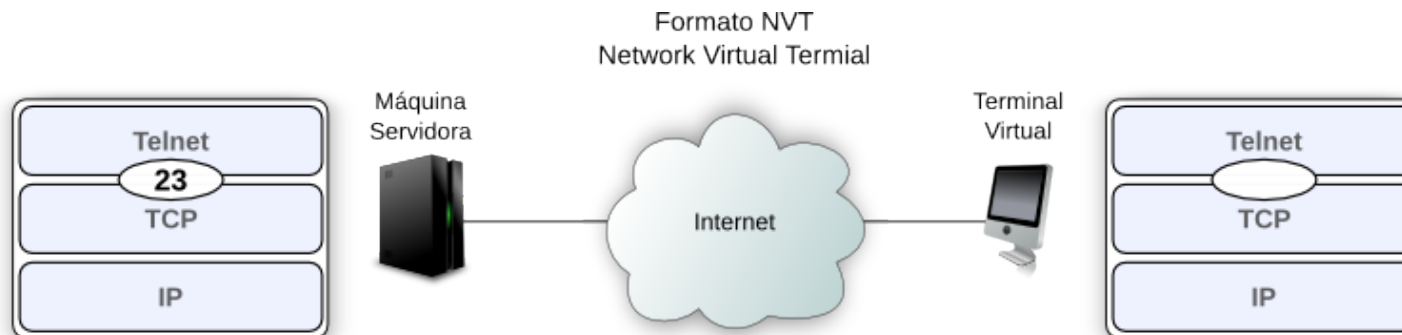 Formato NVT
Network Virtual Termial
Máquina
Servidora
Terminal
Virtual
Telnet
23
TCP
IP
Internet
Telnet
TCP
IP